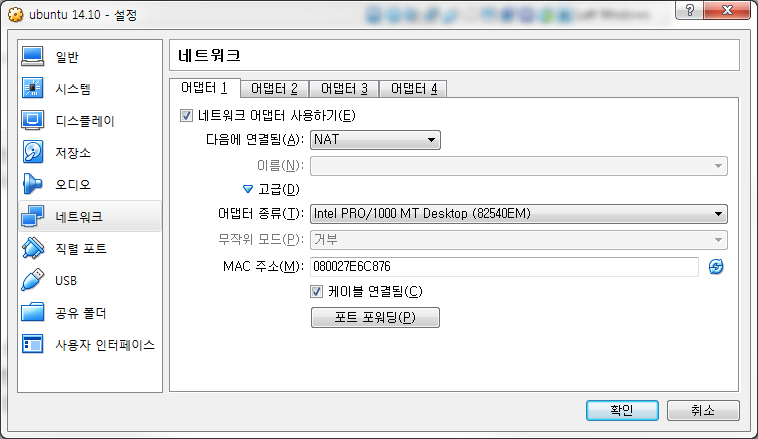 ubuntu 14.10 - 설정
일반
시스템
디스플레이
저장소
오디오
네트워크
직렬 포트
USB
공유 폴더
사용자 인터페이스
네트워크
어댑터 1 어댑터 2 어댑터 3 어댑터 4
네트워크 어댑터 사용하기(E)
다음에 연결됨(A): NAT
이름(N):
고급(D)
어댑터 종류(T): Intel PRO/1000 MT Desktop (82540EM)
무작위 모드(P): 거부
MAC 주소(M): 080027E6C876
케이블 연결됨(C)
포트 포워딩(P)
확인 취소